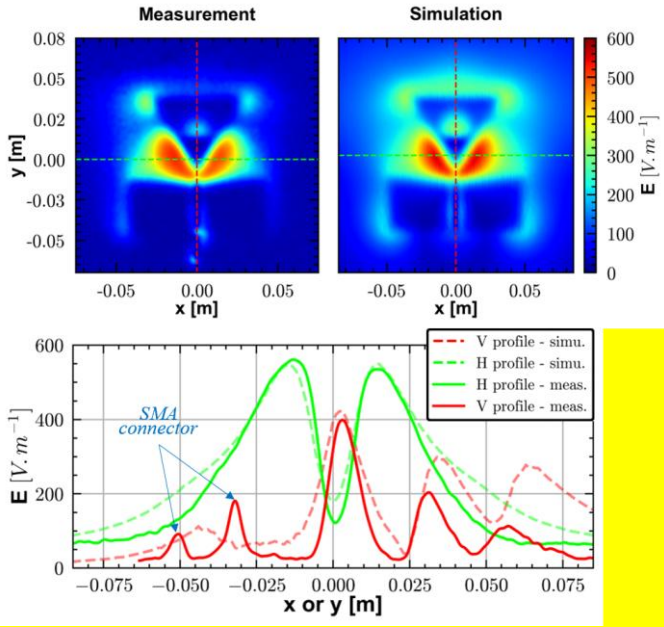 Measurement
Simulation
0.08
0.05
0.02
0.00
-0.03
-0.05
y [m]
-0.05 0.00 0.05
x [m]
-0.05 0.00 0.05
x [m]
600
500
400
300
200
100
0
E [V.m⁻¹]
600
400
200
0
E [V.m⁻¹]
SMA
connector
V profile - simu.
H profile - simu.
H profile - meas.
V profile - meas.
−0.075 −0.050 −0.025 0.000 0.025 0.050 0.075
x or y [m]